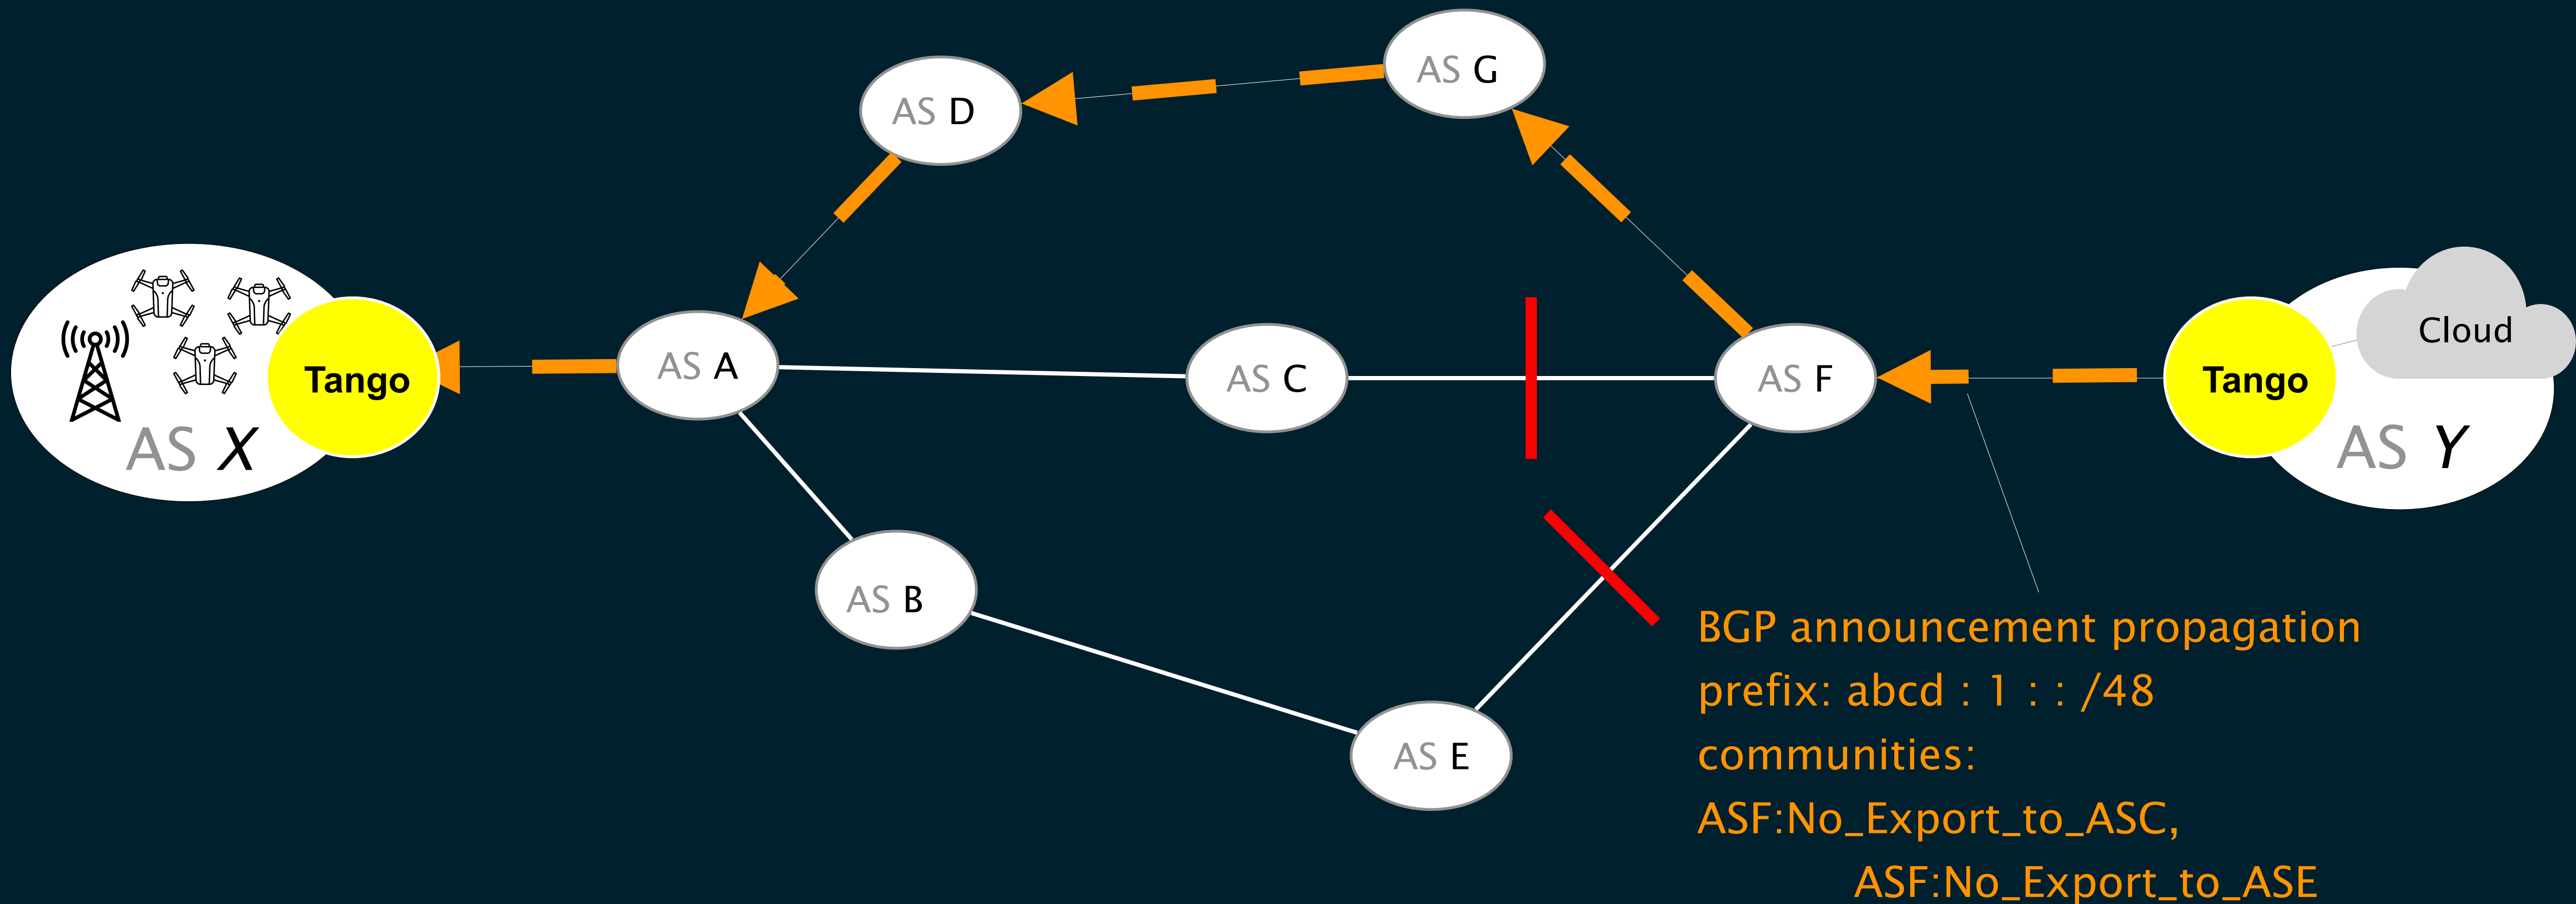 AS G
AS D
Cloud
Tango
AS X
AS A
AS C
AS F
Tango
AS Y
AS B
AS E
BGP announcement propagation
prefix: abcd : 1 : : /48
communities:
ASF:No_Export_to_ASC,
ASF:No_Export_to_ASE